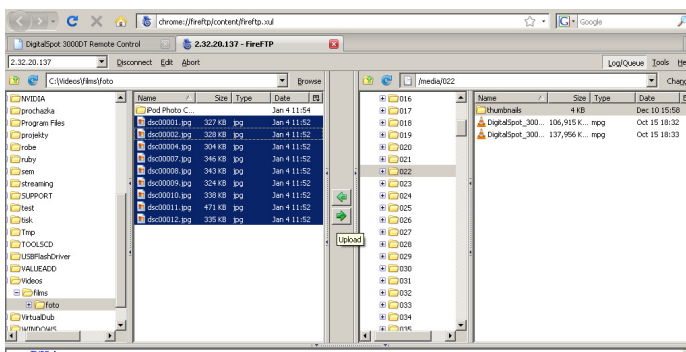 chrome://fireftp/content/fireftp.xul
Google
DigitalSpot 3000DT Remote Control
2.32.20.137 - FireFTP
2.32.20.137
Disconnect Edit Abort
Log/Queue Tools
C:\Videos\films\foto
Browse
/media/022
NVIDIA
prochazka
Program Files
projekty
robe
ruby
sem
streaming
SUPPORT
test
tisk
Tmp
TOOLSCD
USBFlashDriver
VALUEADD
Videos
films
foto
VirtualDub
WINDOWS
Name Size Type Date
iPod Photo C... Jan 4 11:54
dsc00001.jpg 327 KB jpg Jan 4 11:52
dsc00002.jpg 328 KB jpg Jan 4 11:52
dsc00004.jpg 304 KB jpg Jan 4 11:52
dsc00007.jpg 346 KB jpg Jan 4 11:52
dsc00008.jpg 343 KB jpg Jan 4 11:52
dsc00009.jpg 324 KB jpg Jan 4 11:52
dsc00010.jpg 338 KB jpg Jan 4 11:52
dsc00011.jpg 471 KB jpg Jan 4 11:52
dsc00012.jpg 335 KB jpg Jan 4 11:52
Upload
016
017
018
019
020
021
022
023
024
025
026
027
028
029
030
031
032
033
034
035
Name Size Type Date
thumbnails 4 KB Dec 10 15:58
DigitalSpot_300... 106,915 K... mpg Oct 15 18:32
DigitalSpot_300... 137,956 K... mpg Oct 15 18:33